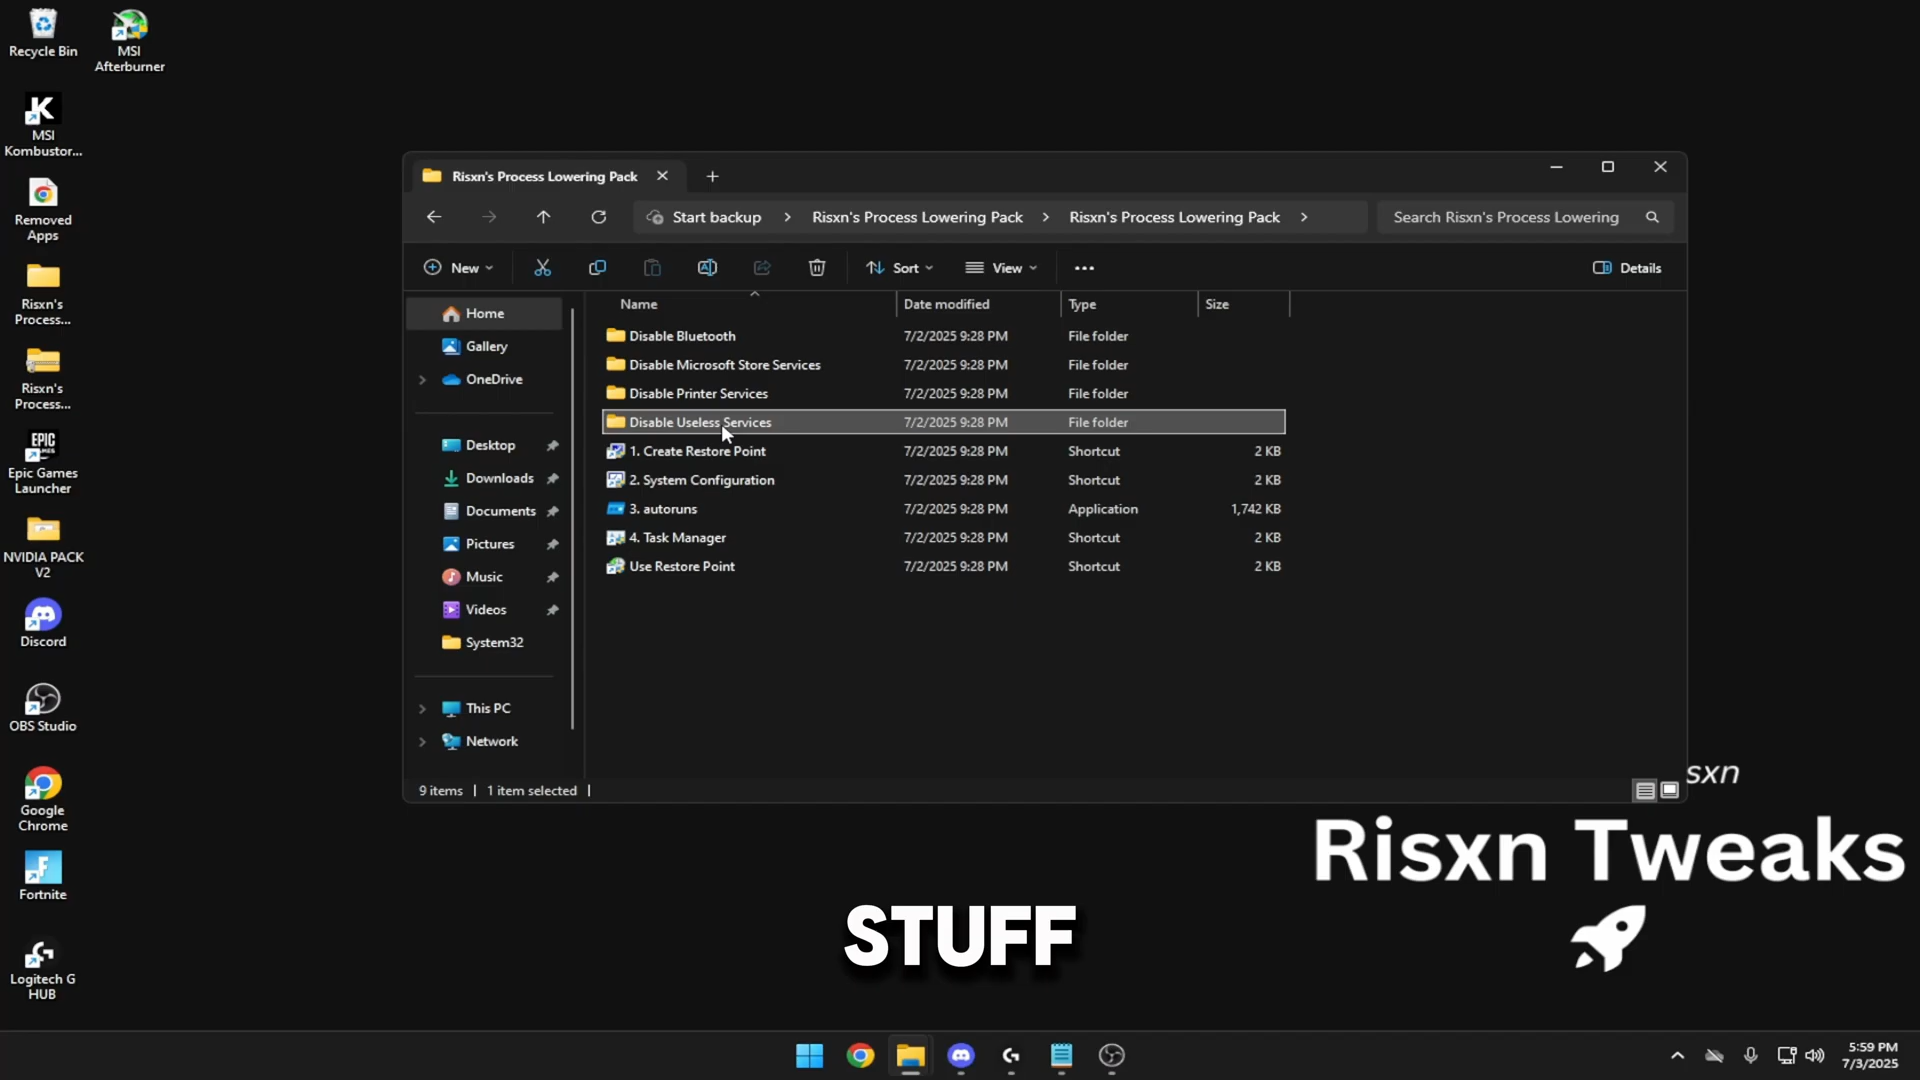 Recycle Bin
MSI
Afterburner
MSI
Kombustor...
Removed
Apps
Risxn's
Process...
Risxn's
Process...
EPIC
GAMES
Epic Games
Launcher
NVIDIA PACK
V2
Discord
OBS Studio
Google
Chrome
Fortnite
Logitech G
HUB
Risxn's Process Lowering Pack
Start backup > Risxn's Process Lowering Pack > Risxn's Process Lowering Pack >
Search Risxn's Process Lowering
New
Sort
View
Details
Home
Gallery
OneDrive
Desktop
Downloads
Documents
Pictures
Music
Videos
System32
This PC
Network
Name Date modified Type Size
Disable Bluetooth 7/2/2025 9:28 PM File folder
Disable Microsoft Store Services 7/2/2025 9:28 PM File folder
Disable Printer Services 7/2/2025 9:28 PM File folder
Disable Useless Services 7/2/2025 9:28 PM File folder
1. Create Restore Point 7/2/2025 9:28 PM Shortcut 2 KB
2. System Configuration 7/2/2025 9:28 PM Shortcut 2 KB
3. autoruns 7/2/2025 9:28 PM Application 1,742 KB
4. Task Manager 7/2/2025 9:28 PM Shortcut 2 KB
Use Restore Point 7/2/2025 9:28 PM Shortcut 2 KB
9 items | 1 item selected |
sxn
Risxn Tweaks
STUFF
5:59 PM
7/3/2025